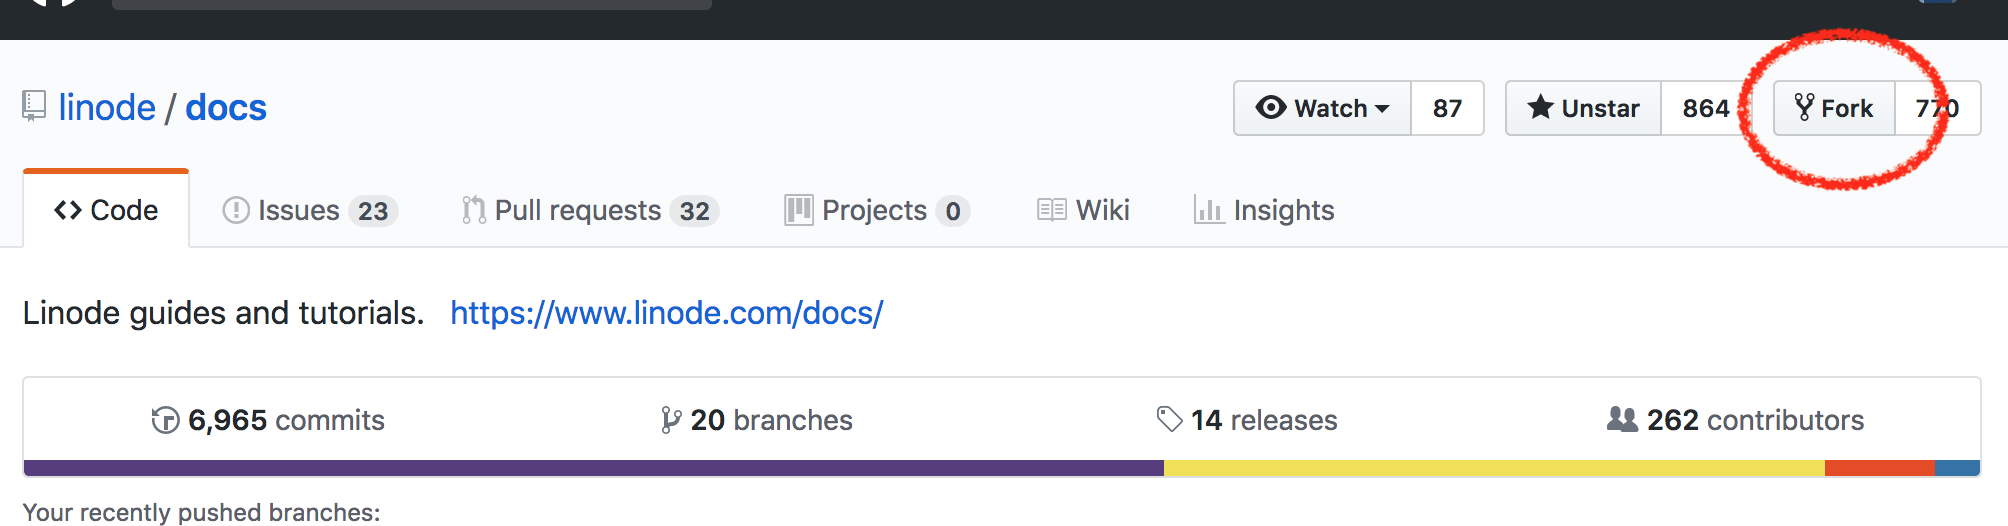 linode / docs
Watch 87 Unstar 864 Fork 770
Code Issues 23 Pull requests 32 Projects 0 Wiki Insights
Linode guides and tutorials. https://www.linode.com/docs/
6,965 commits 20 branches 14 releases 262 contributors
Your recently pushed branches: